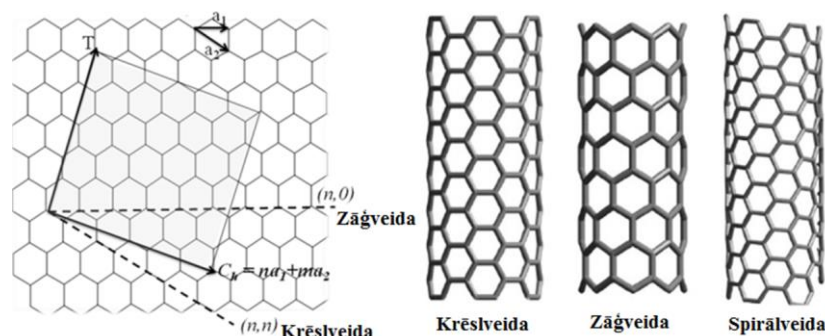 a₁
a₂
T
(n,0)
Zāģveida
Cₕ = na₁+ma₂
(n,n) Krēslveida
Krēslveida
Zāģveida
Spirālveida